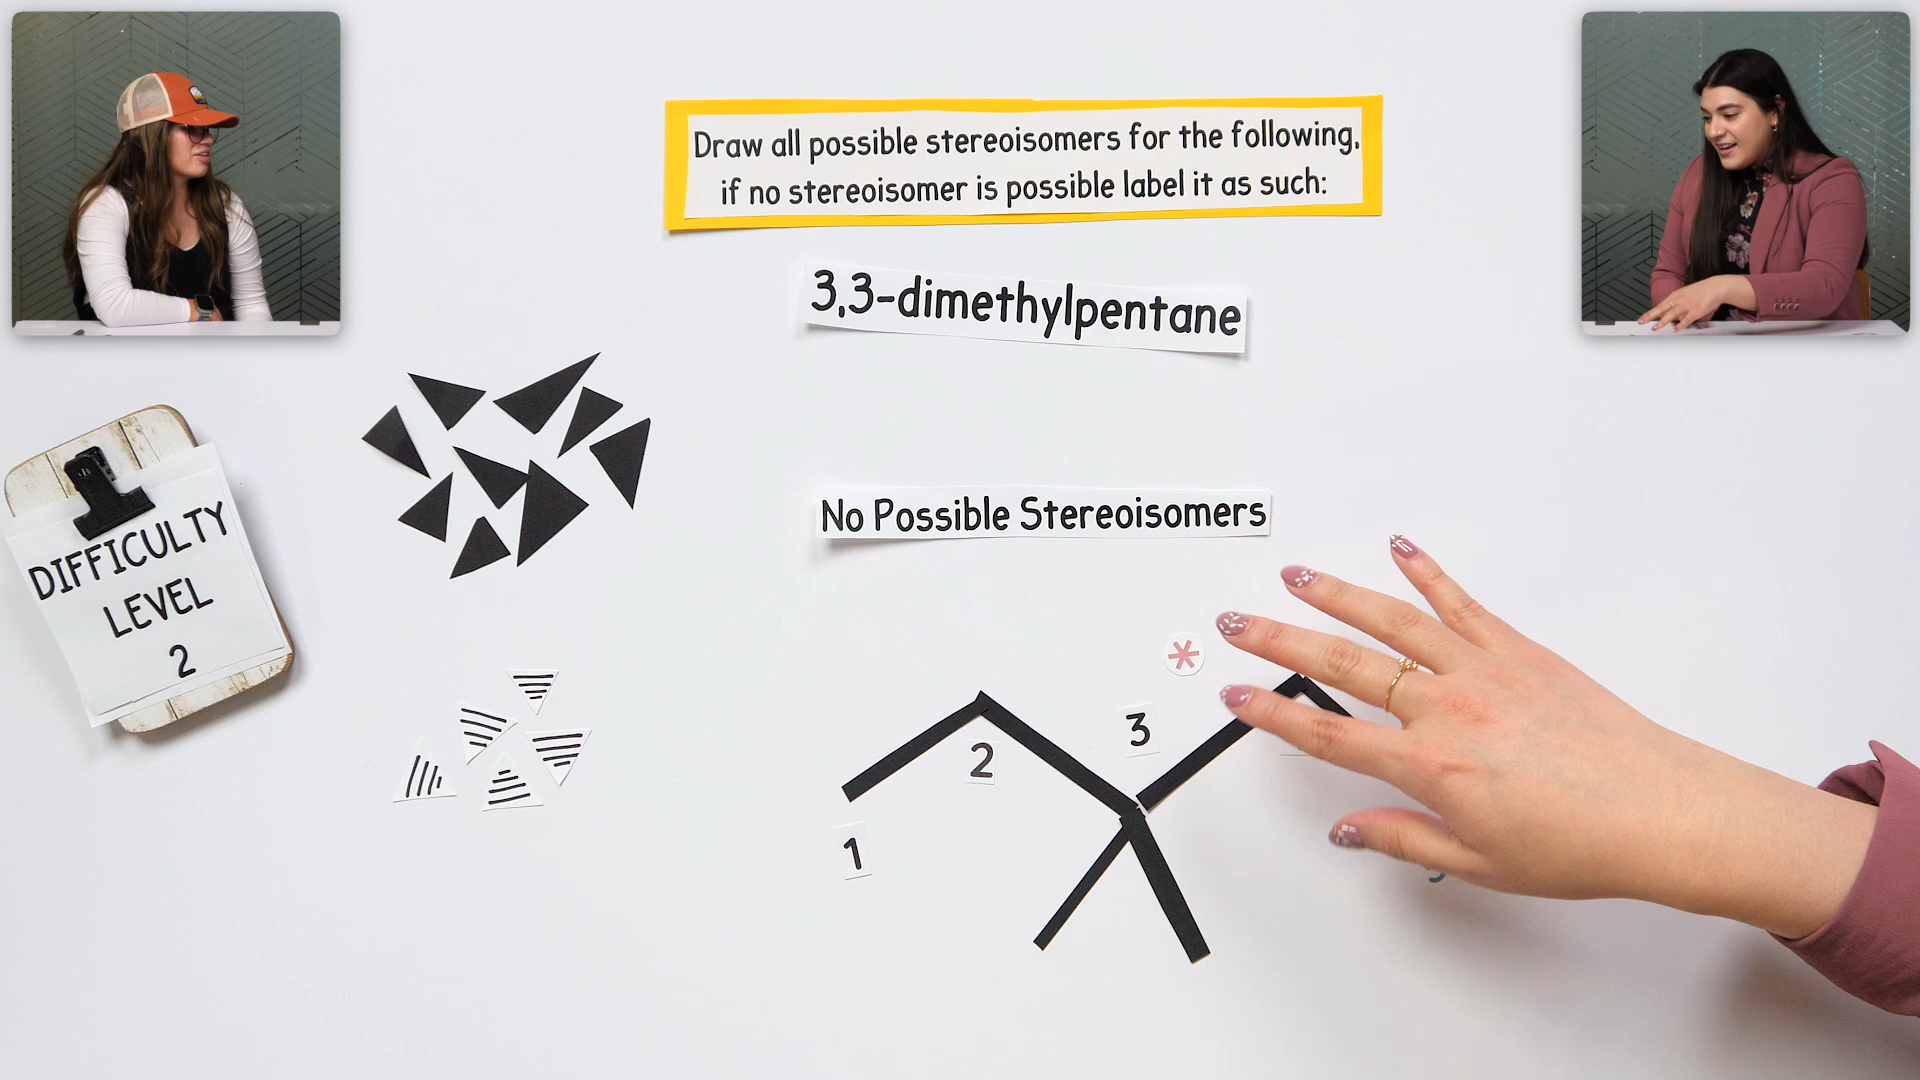 Draw all possible stereoisomers for the following,
if no stereoisomer is possible label it as such:
3,3-dimethylpentane
No Possible Stereoisomers
DIFFICULTY
LEVEL
2
*
3
2
1